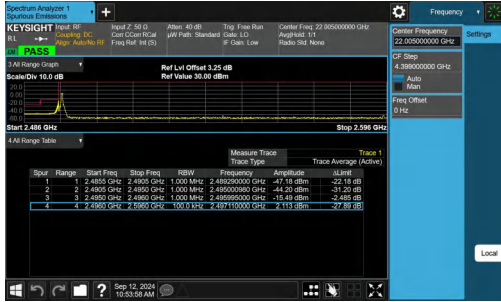 Spectrum Analyzer 1
Spurious Emissions
Frequency
KEYSIGHT
Input: RF
Input Z: 50 Ω
Atten: 40 dB
Trig: Free Run
Center Freq: 22.005000000 GHz
RL
Coupling: DC
Corr CCorr RCal
µW Path: Standard
Gate: LO
Avg|Hold: 1/1
Align: Auto/No RF
Freq Ref: Int (S)
IF Gain: Low
Radio Std: None
PASS
Center Frequency
22.005000000 GHz
Settings
CF Step
4.399000000 GHz
Auto
Man
Freq Offset
0 Hz
3 All Range Graph
Ref Lvl Offset 3.25 dB
Scale/Div 10.0 dB
Ref Value 30.00 dBm
20.0
Start 2.486 GHz
Stop 2.596 GHz
4 All Range Table
Measure Trace
Trace 1
Trace Type
Trace Average (Active)
Spur Range Start Freq Stop Freq RBW Frequency Amplitude ΔLimit
1 1 2.4855 GHz 2.4905 GHz 1.000 MHz 2.489290000 GHz -47.18 dBm -22.18 dB
2 2 2.4905 GHz 2.4950 GHz 1.000 MHz 2.495000980 GHz -44.20 dBm -31.20 dB
3 3 2.4950 GHz 2.4960 GHz 1.000 MHz 2.495995000 GHz -15.49 dBm -2.485 dB
4 4 2.4960 GHz 2.5960 GHz 100.0 kHz 2.497110000 GHz 2.113 dBm -27.89 dB
Local
Sep 12, 2024
10:53:58 AM